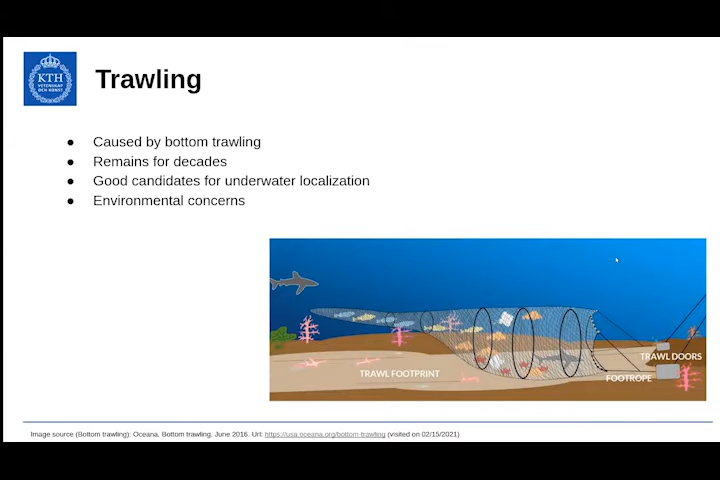 KTH
VETENSKAP
OCH KONST
Trawling
● Caused by bottom trawling
● Remains for decades
● Good candidates for underwater localization
● Environmental concerns
TRAWL DOORS
TRAWL FOOTPRINT
FOOTROPE
Image source (Bottom trawling): Oceana. Bottom trawling. June 2016. Url: https://usa.oceana.org/bottom-trawling (visited on 02/15/2021)